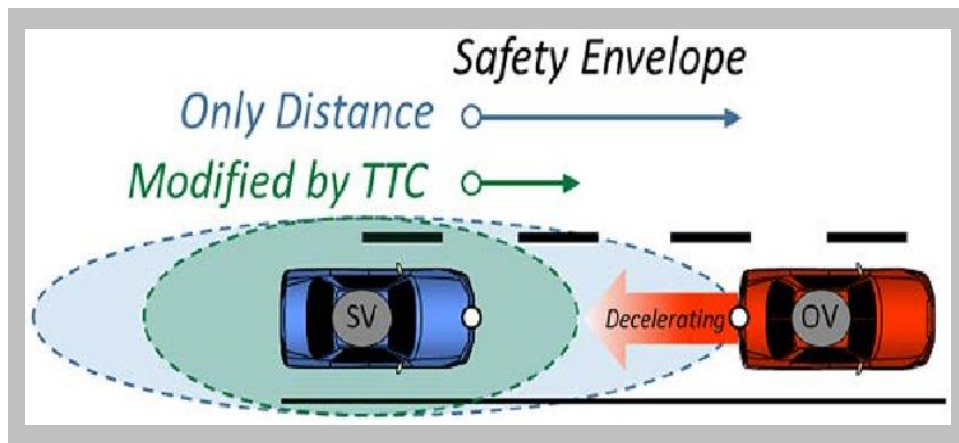 Safety Envelope
Only Distance
Modified by TTC
SV
Decelerating
OV